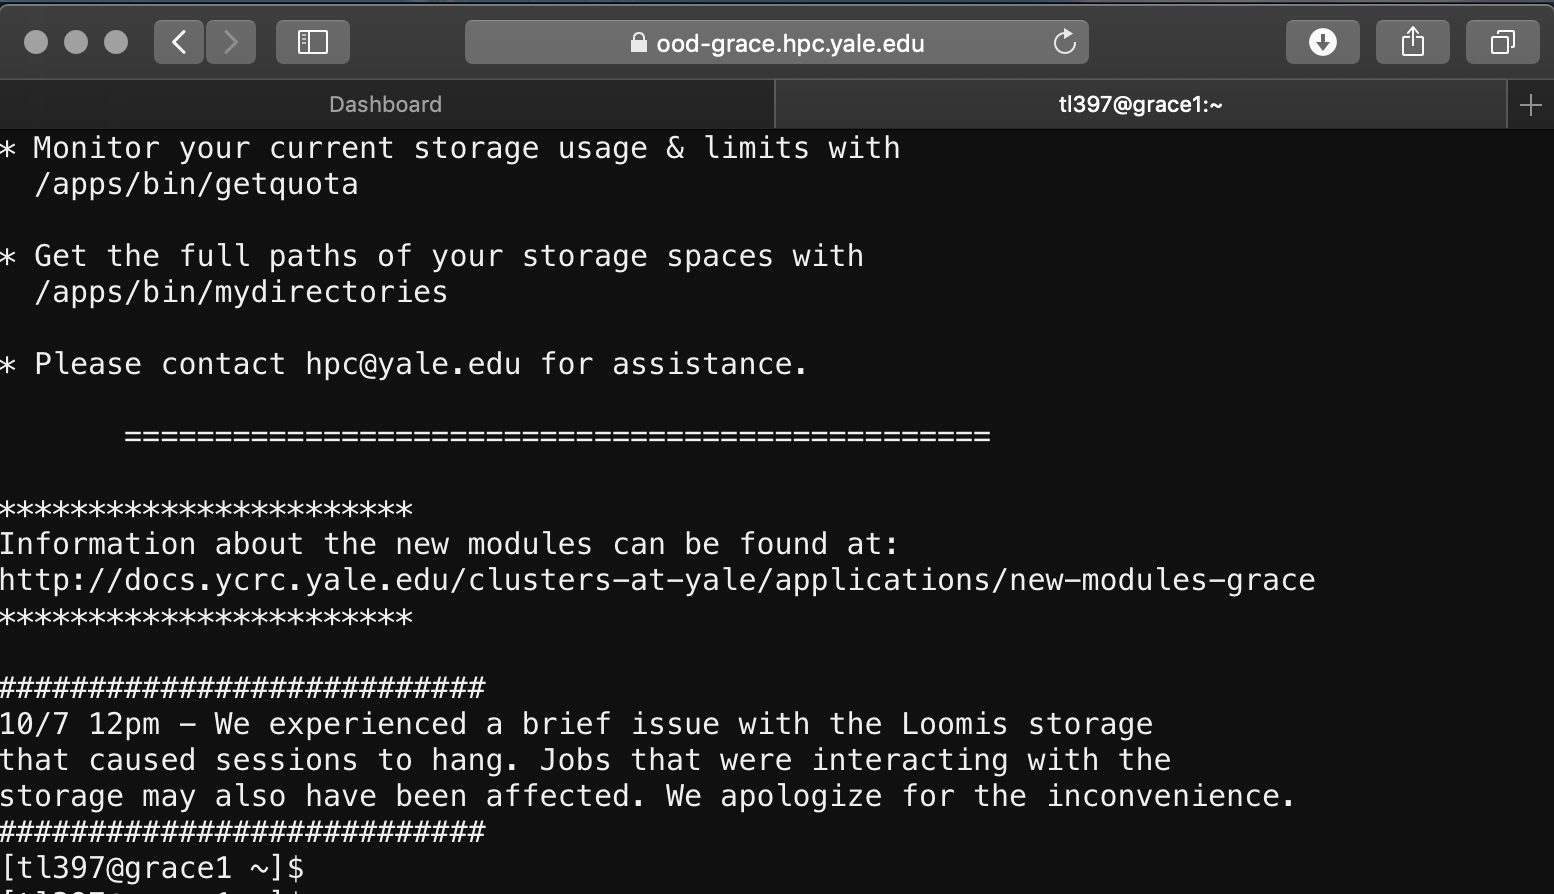 ood-grace.hpc.yale.edu
Dashboard
tl397@grace1:~
* Monitor your current storage usage & limits with
/apps/bin/getquota
* Get the full paths of your storage spaces with
/apps/bin/mydirectories
* Please contact hpc@yale.edu for assistance.
================================================
***********************
Information about the new modules can be found at:
http://docs.ycrc.yale.edu/clusters-at-yale/applications/new-modules-grace
***********************
###########################
10/7 12pm - We experienced a brief issue with the Loomis storage
that caused sessions to hang. Jobs that were interacting with the
storage may also have been affected. We apologize for the inconvenience.
###########################
[tl397@grace1 ~]$